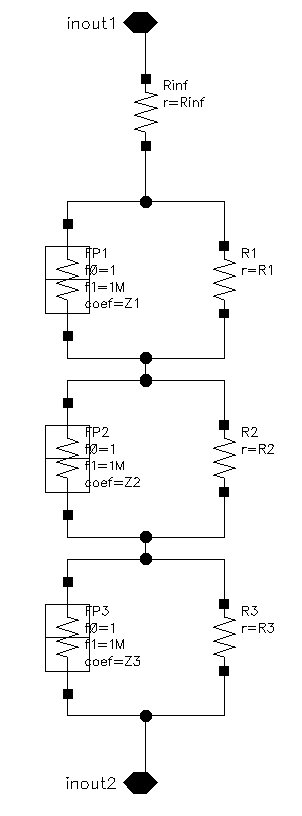 inout1
Rinf
r=Rinf
FP1
f0=1
f1=1M
coef=Z1
R1
r=R1
FP2
f0=1
f1=1M
coef=Z2
R2
r=R2
FP3
f0=1
f1=1M
coef=Z3
R3
r=R3
inout2